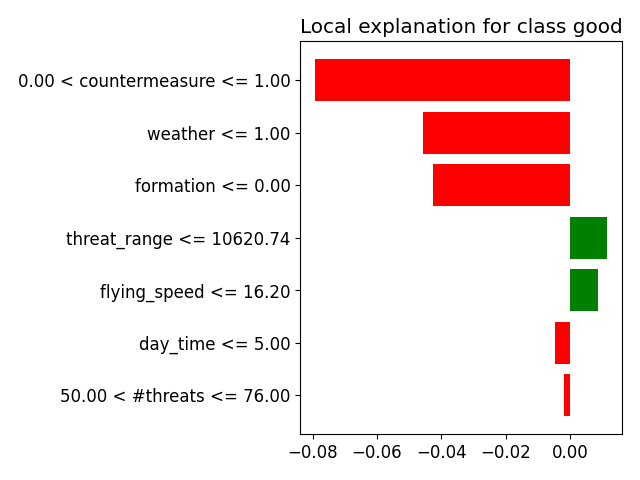 Local explanation for class good
0.00 < countermeasure <= 1.00
weather <= 1.00
formation <= 0.00
threat_range <= 10620.74
flying_speed <= 16.20
day_time <= 5.00
50.00 < #threats <= 76.00
−0.08 −0.06 −0.04 −0.02 0.00